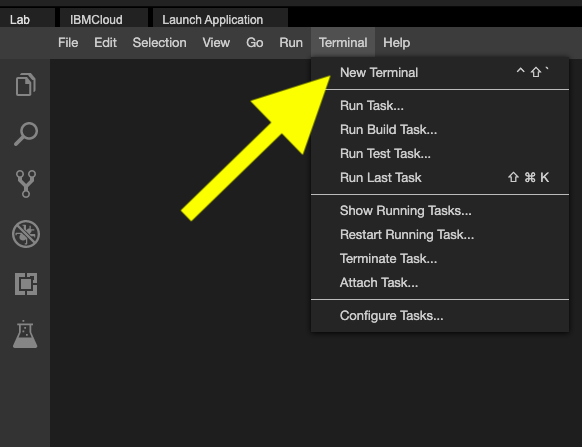 Lab IBMCloud Launch Application
File Edit Selection View Go Run Terminal Help
New Terminal ^ ⇧ `
Run Task...
Run Build Task...
Run Test Task...
Run Last Task ⇧ ⌘ K
Show Running Tasks...
Restart Running Task...
Terminate Task...
Attach Task...
Configure Tasks...